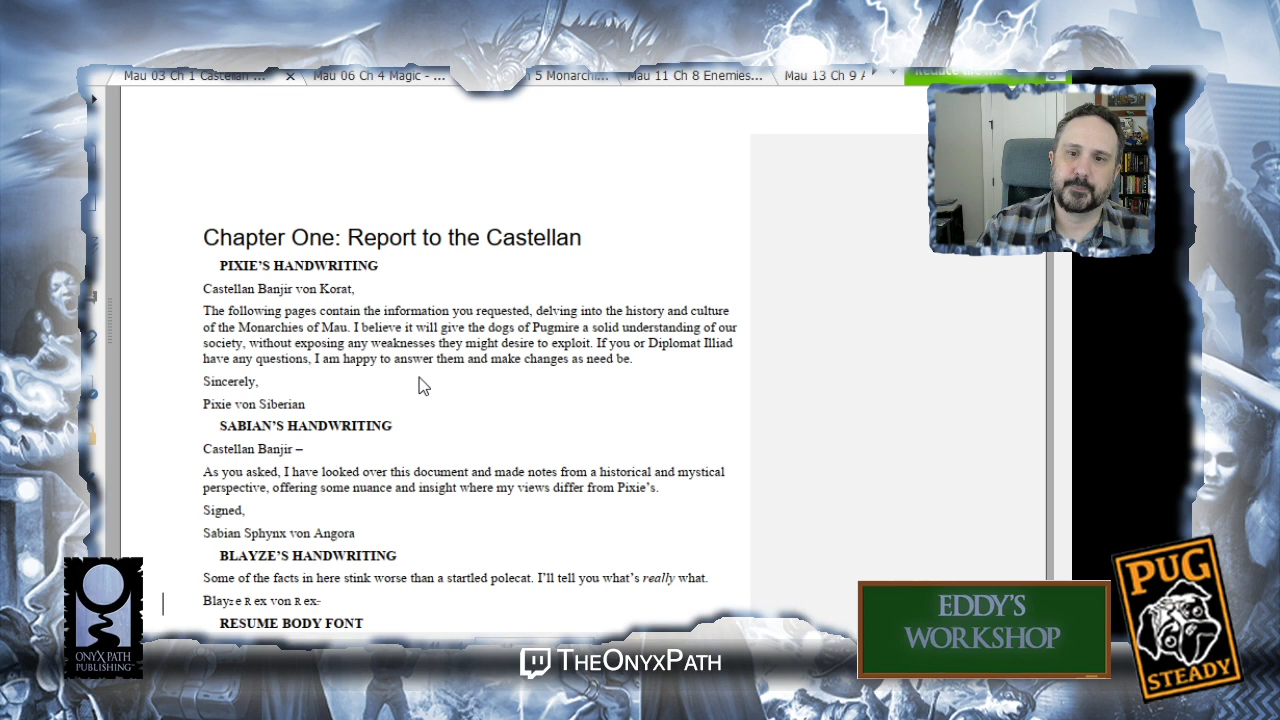 Mau 03 Ch 1 Castellan ...
Mau 06 Ch 4 Magic - ...
5 Monarchi...
Mau 11 Ch 8 Enemies...
Mau 13 Ch 9
Chapter One: Report to the Castellan
PIXIE'S HANDWRITING
Castellan Banjir von Korat,
The following pages contain the information you requested, delving into the history and culture
of the Monarchies of Mau. I believe it will give the dogs of Pugmire a solid understanding of our
society, without exposing any weaknesses they might desire to exploit. If you or Diplomat Illiad
have any questions, I am happy to answer them and make changes as need be.
Sincerely,
Pixie von Siberian
SABIAN'S HANDWRITING
Castellan Banjir –
As you asked, I have looked over this document and made notes from a historical and mystical
perspective, offering some nuance and insight where my views differ from Pixie's.
Signed,
Sabian Sphynx von Angora
BLAYZE'S HANDWRITING
Some of the facts in here stink worse than a startled polecat. I'll tell you what's really what.
Blayze Rex von Rex
RESUME BODY FONT
ONYX PATH
PUBLISHING™
THEONYXPATH
EDDY'S
WORKSHOP
PUG
STEADY